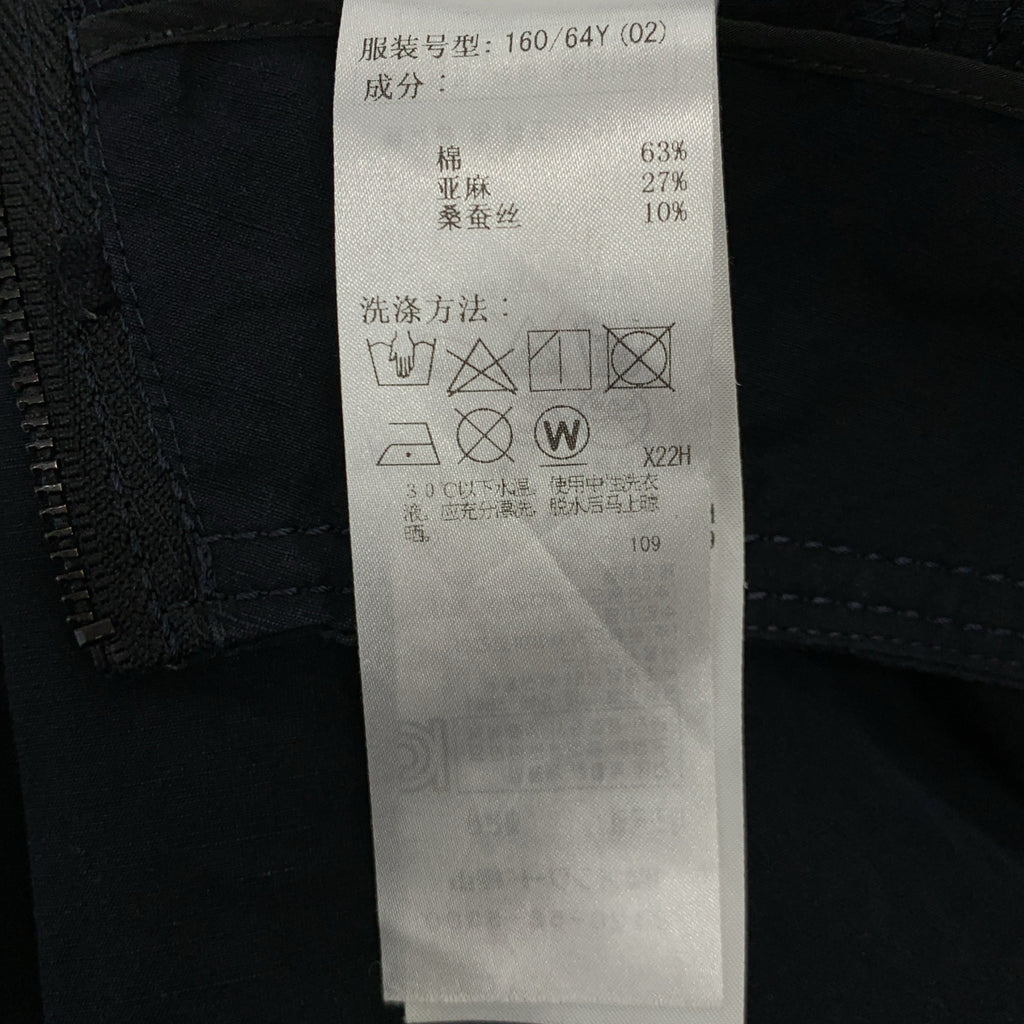 服装号型: 160/64Y (02)
成分:
棉 63%
亚麻 27%
桑蚕丝 10%
洗涤方法:
W
X22H
30℃以下水温, 使用中性洗衣
液, 应充分漂洗, 脱水后马上晾
晒。
109